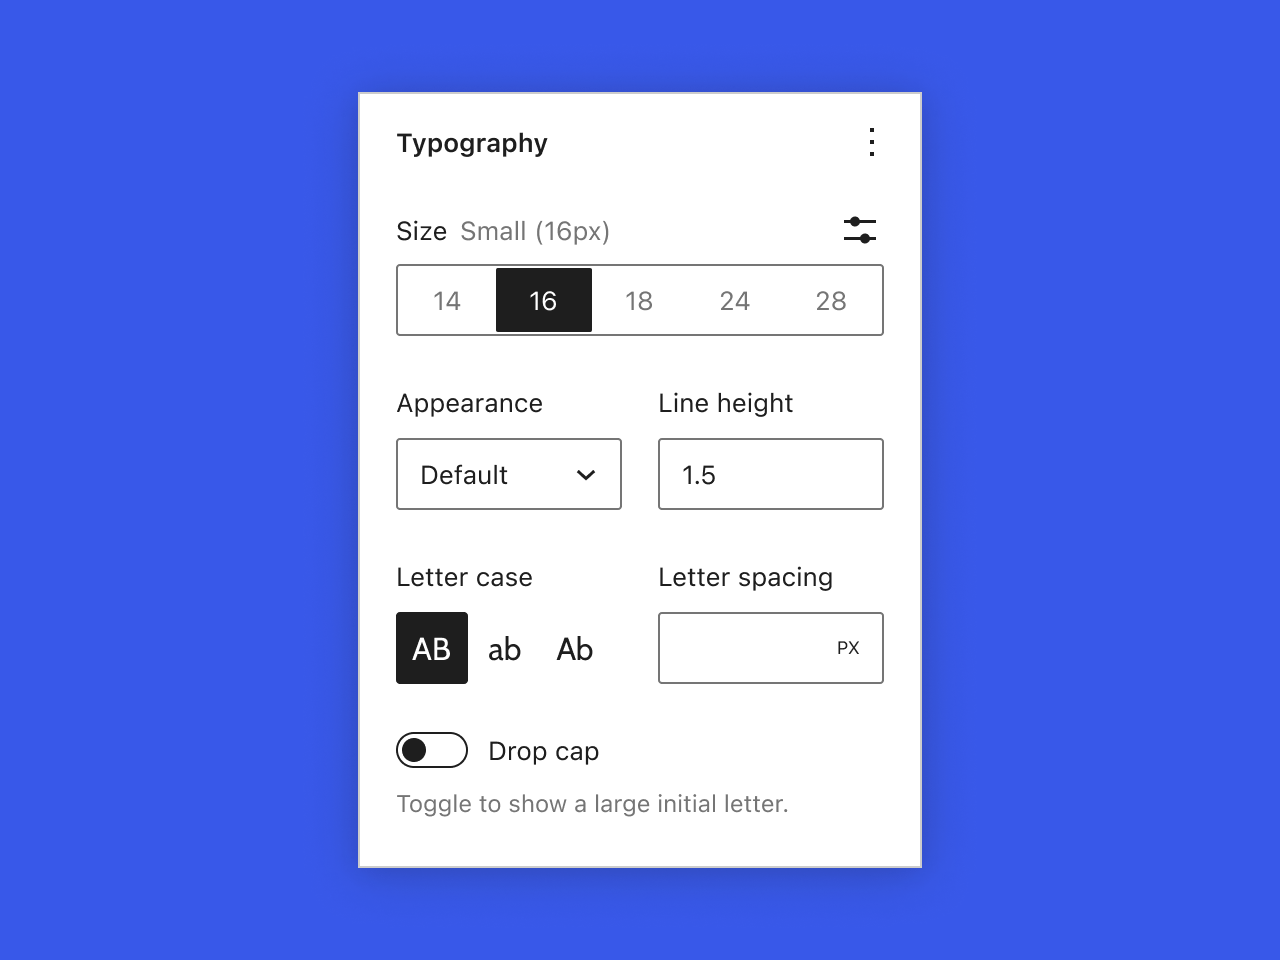 Typography
Size Small (16px)
14 16 18 24 28
Appearance Line height
Default 1.5
Letter case Letter spacing
AB ab Ab PX
Drop cap
Toggle to show a large initial letter.